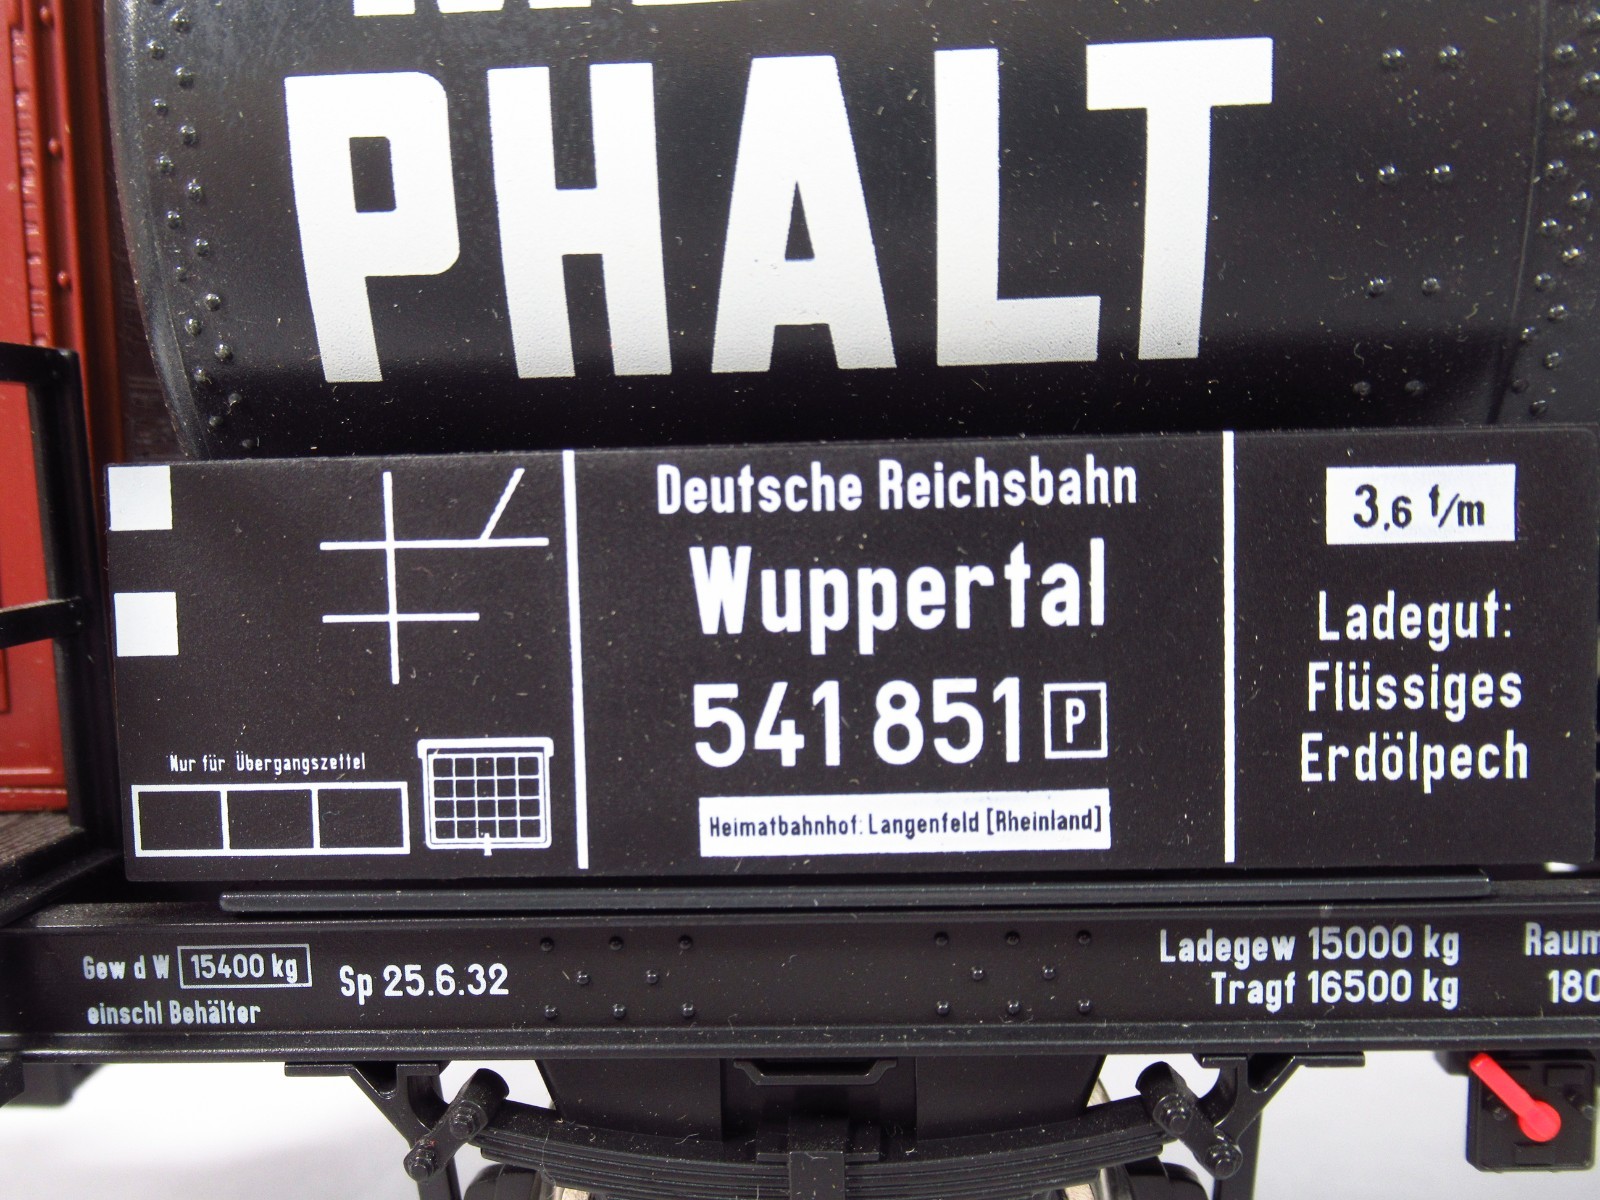 PHALT
Deutsche Reichsbahn
Wuppertal
541 851 P
Heimatbahnhof: Langenfeld [Rheinland]
Nur für Übergangszettel
3,6 t/m
Ladegut:
Flüssiges
Erdölpech
Gew d W 15400 kg
einschl Behälter
Sp 25.6.32
Ladegew 15000 kg
Tragf 16500 kg
Raum
180